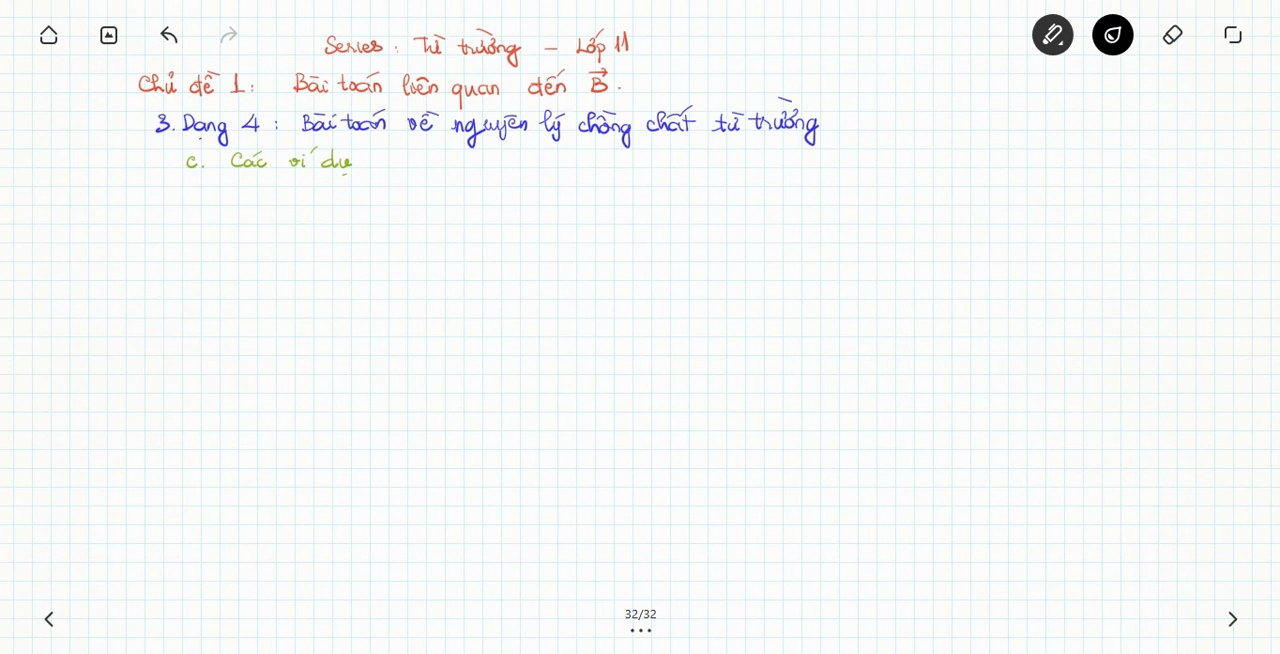 Series: Từ trường – Lớp 11
Chủ đề 1: Bài toán liên quan đến B⃗.
3. Dạng 4: Bài toán về nguyên lý chồng chất từ trường
c. Các ví dụ
32/32